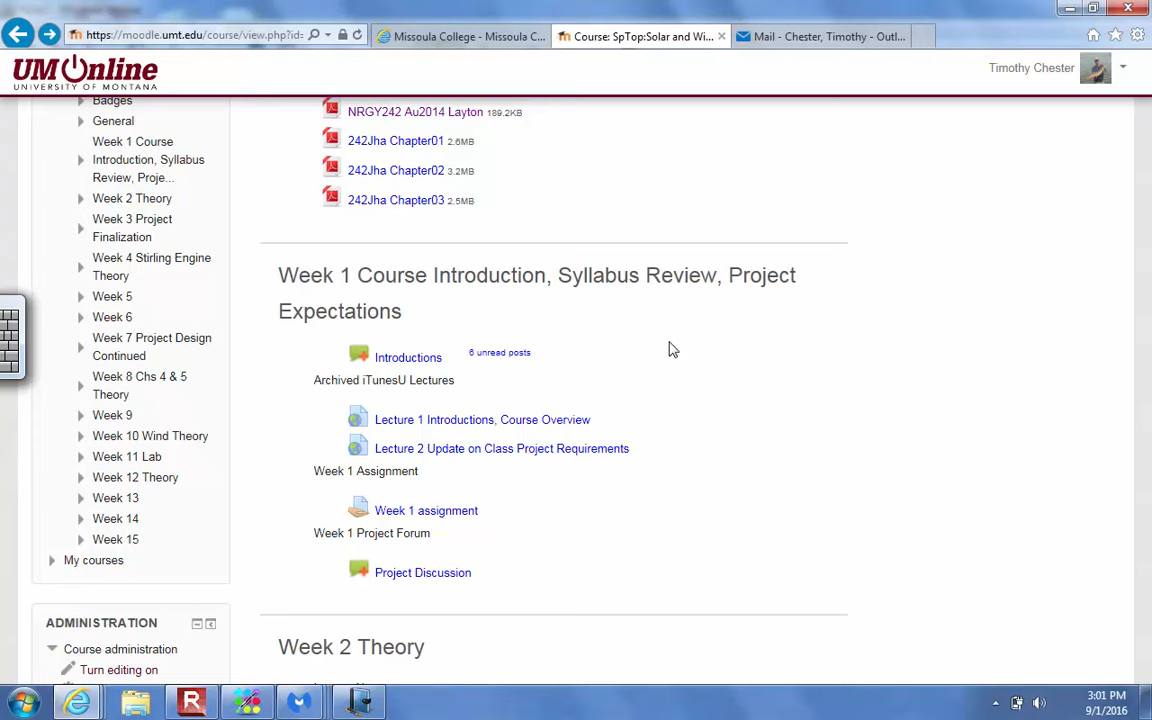 https://moodle.umt.edu/course/view.php?id=
Missoula College - Missoula C...
Course: SpTop:Solar and Wi...
Mail - Chester, Timothy - Outl...
UMOnline
UNIVERSITY OF MONTANA
Timothy Chester
Badges
General
Week 1 Course
Introduction, Syllabus
Review, Proje...
Week 2 Theory
Week 3 Project
Finalization
Week 4 Stirling Engine
Theory
Week 5
Week 6
Week 7 Project Design
Continued
Week 8 Chs 4 & 5
Theory
Week 9
Week 10 Wind Theory
Week 11 Lab
Week 12 Theory
Week 13
Week 14
Week 15
My courses
ADMINISTRATION
Course administration
Turn editing on
NRGY242 Au2014 Layton 189.2KB
242Jha Chapter01 2.6MB
242Jha Chapter02 3.2MB
242Jha Chapter03 2.5MB
Week 1 Course Introduction, Syllabus Review, Project
Expectations
Introductions 6 unread posts
Archived iTunesU Lectures
Lecture 1 Introductions, Course Overview
Lecture 2 Update on Class Project Requirements
Week 1 Assignment
Week 1 assignment
Week 1 Project Forum
Project Discussion
Week 2 Theory
3:01 PM
9/1/2016